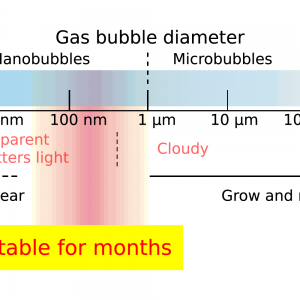 Gas bubble diameter
Nanobubbles Microbubbles
nm 100 nm 1 µm 10 µm 10
parent
tters light
Cloudy
ear Grow and r
table for months